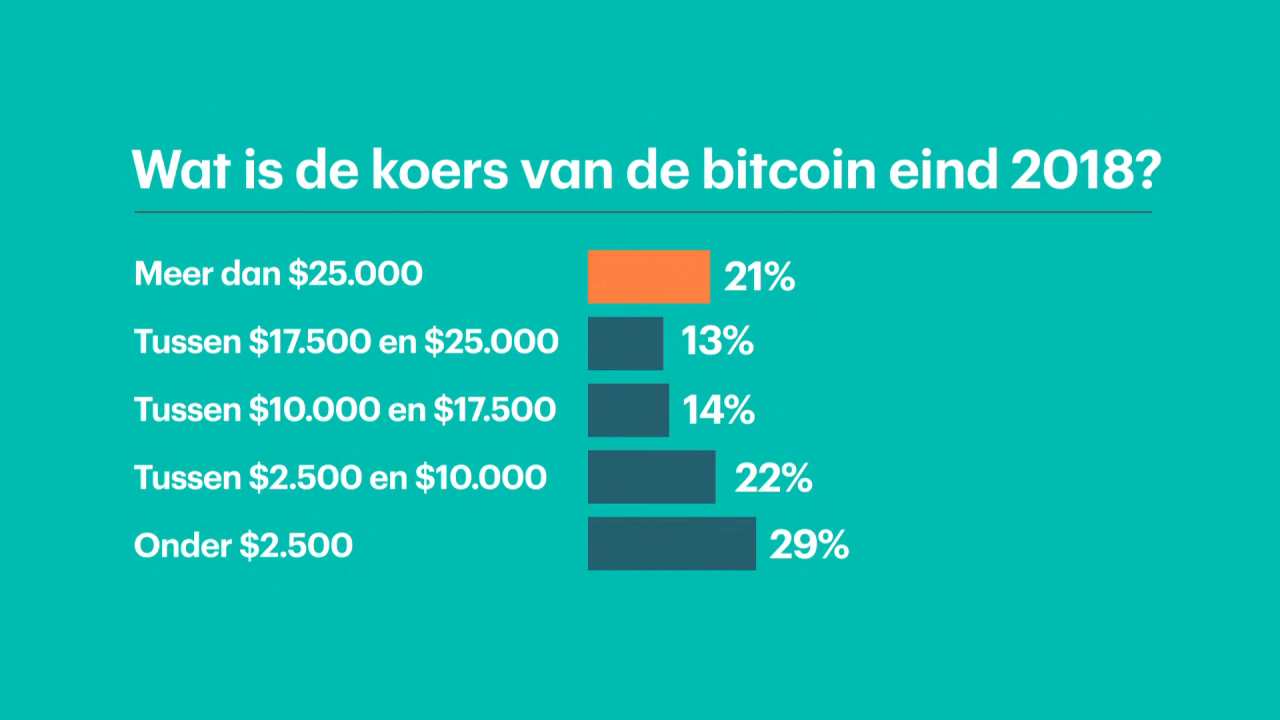 Wat is de koers van de bitcoin eind 2018?
Meer dan $25.000 21%
Tussen $17.500 en $25.000 13%
Tussen $10.000 en $17.500 14%
Tussen $2.500 en $10.000 22%
Onder $2.500 29%